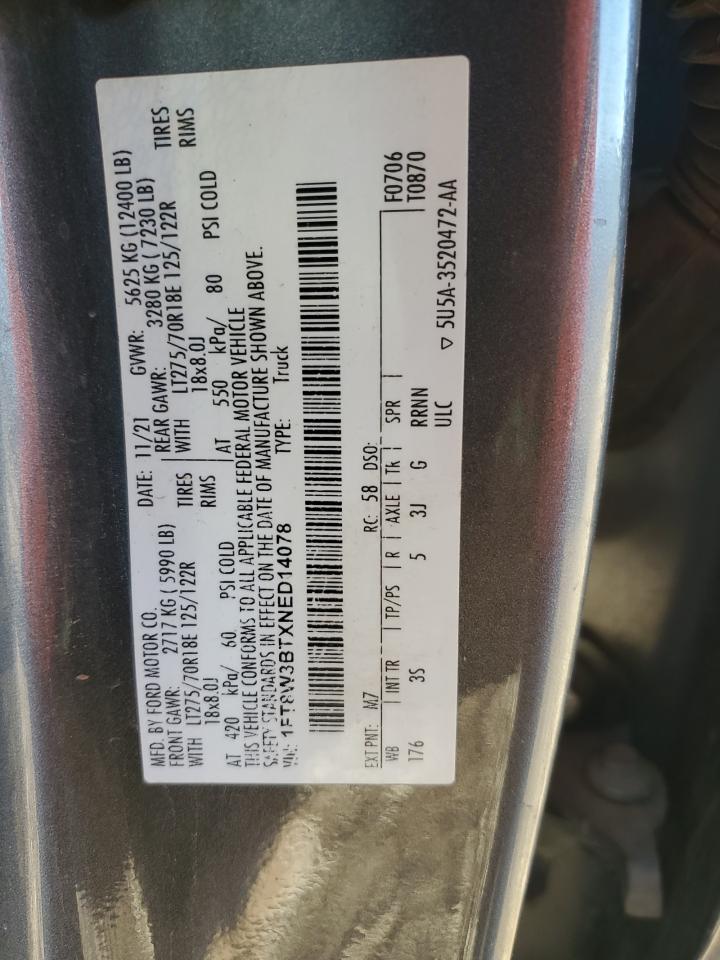 MFD. BY FORD MOTOR CO. DATE: 11/21 GVWR: 5625 KG (12400 LB)
FRONT GAWR: 2717 KG ( 5990 LB) REAR GAWR: 3280 KG ( 7230 LB)
WITH LT275/70R18E 125/122R TIRES WITH LT275/70R18E 125/122R TIRES
18x8.0J RIMS 18x8.0J RIMS
AT 420 kPa/ 60 PSI COLD AT 550 kPa/ 80 PSI COLD
THIS VEHICLE CONFORMS TO ALL APPLICABLE FEDERAL MOTOR VEHICLE
SAFETY STANDARDS IN EFFECT ON THE DATE OF MANUFACTURE SHOWN ABOVE.
VIN: 1FT8W3BTXNED14078 TYPE: Truck
EXT PNT: M7 RC: 58 DSO:
WB INT TR TP/PS R AXLE Tk SPR F0706
176 3S 5 3J G RRNN T0870
ULC
▽ 5U5A-3520472-AA